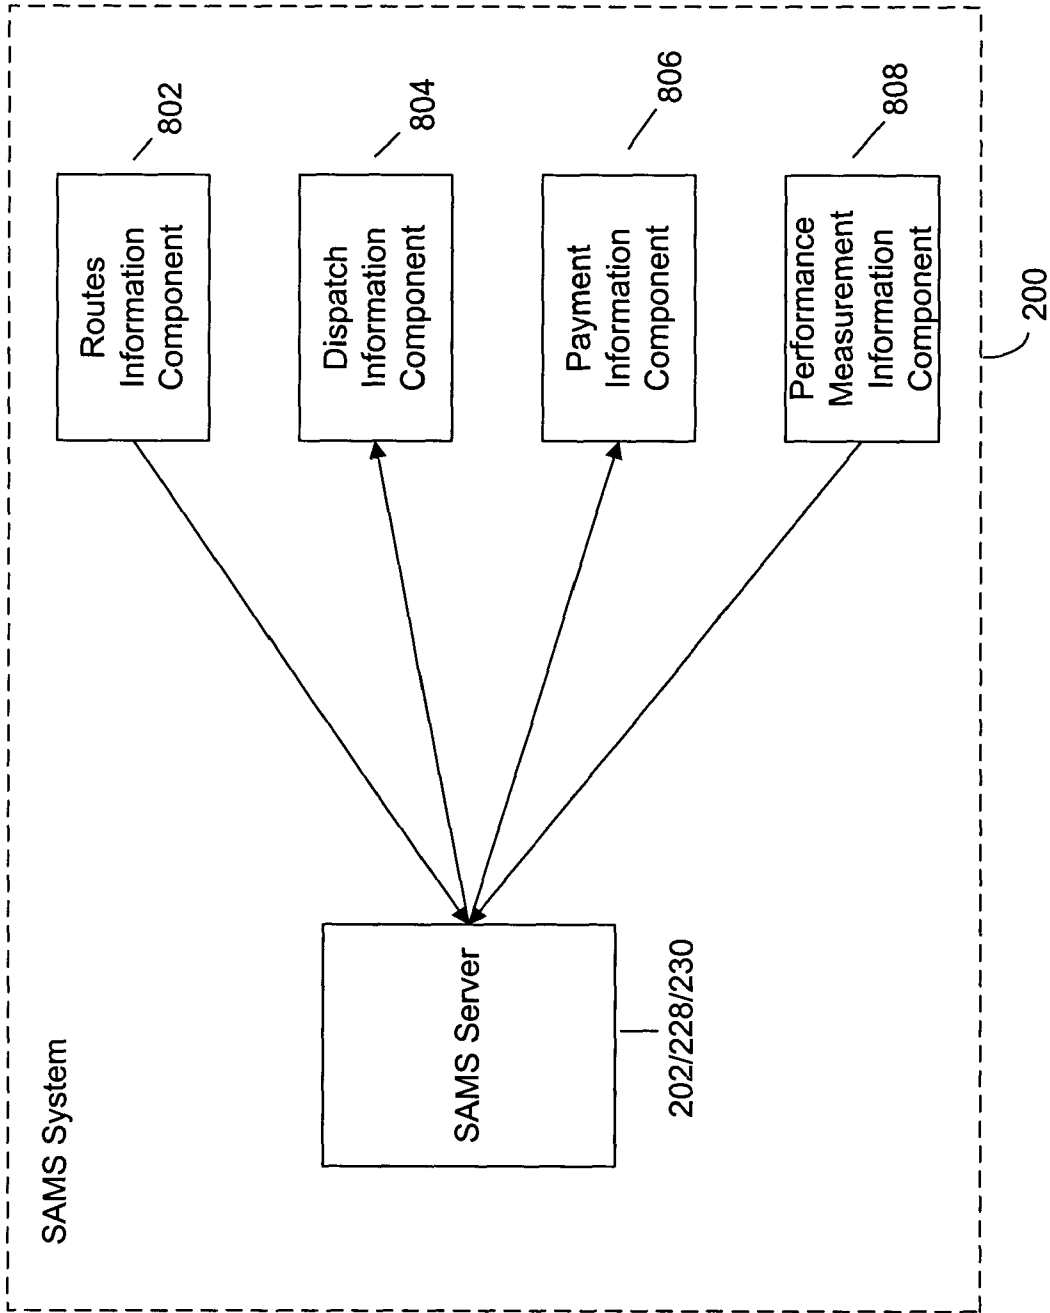 SAMS System
SAMS Server
202/228/230
Routes
Information
Component
802
Dispatch
Information
Component
804
Payment
Information
Component
806
Performance
Measurement
Information
Component
808
200